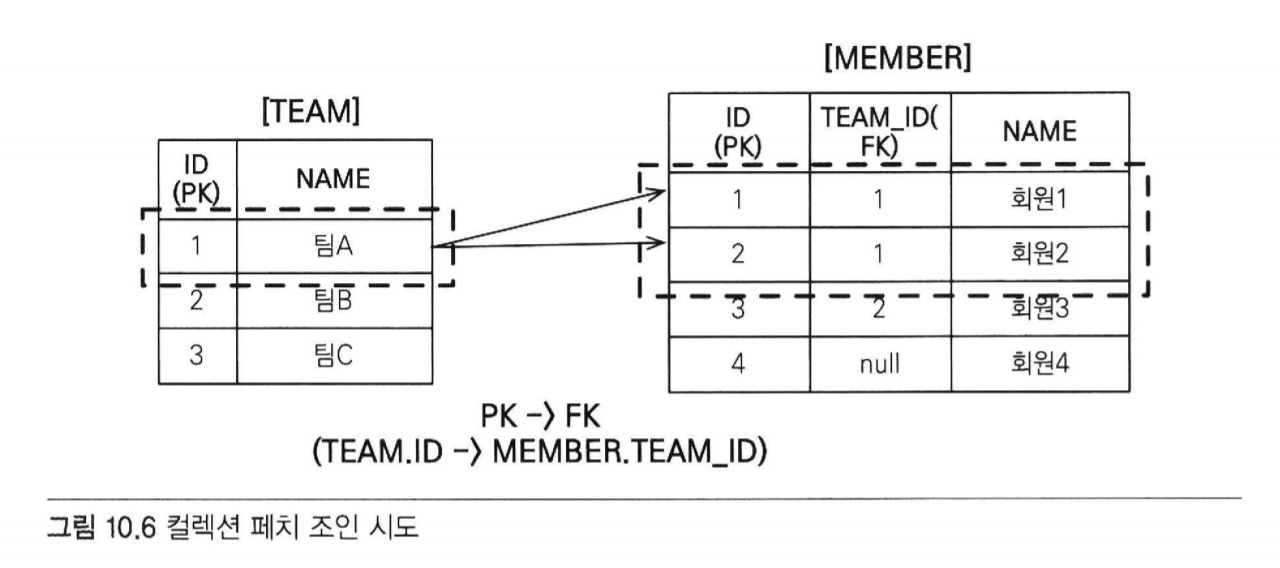 [TEAM]
ID
(PK)
NAME
1
팀A
2
팀B
3
팀C
[MEMBER]
ID
(PK)
TEAM_ID(
FK)
NAME
1
1
회원1
2
1
회원2
3
2
회원3
4
null
회원4
PK -> FK
(TEAM.ID -> MEMBER.TEAM_ID)
그림 10.6 컬렉션 페치 조인 시도